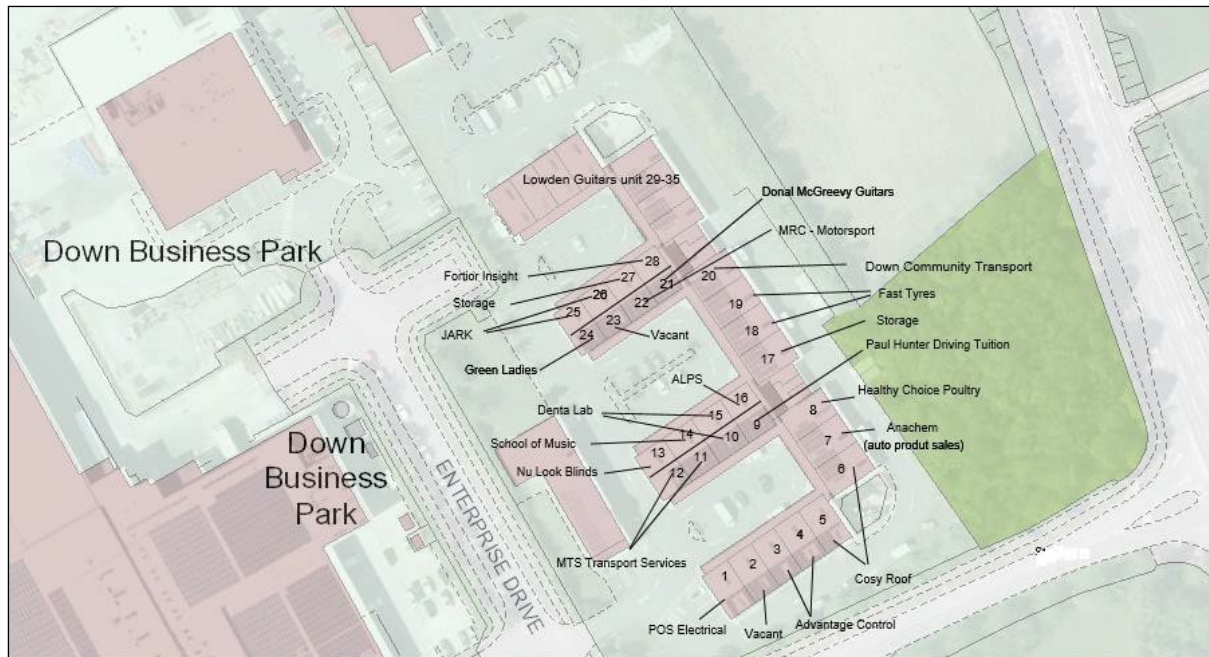 Lowden Guitars unit 29-35
Donal McGreevy Guitars
MRC - Motorsport
Down Business Park
Fortior Insight
28
27
21
20
Down Community Transport
Storage
26
22
19
Fast Tyres
25
23
JARK
24
Vacant
18
Storage
Green Ladies
17
Paul Hunter Driving Tuition
ALPS
16
Healthy Choice Poultry
Denta Lab
15
9
8
14
10
Anachem
(auto produt sales)
School of Music
13
11
7
Nu Look Blinds
12
6
Down
Business
Park
ENTERPRISE DRIVE
MTS Transport Services
5
4
3
2
1
Cosy Roof
POS Electrical
Vacant
Advantage Control